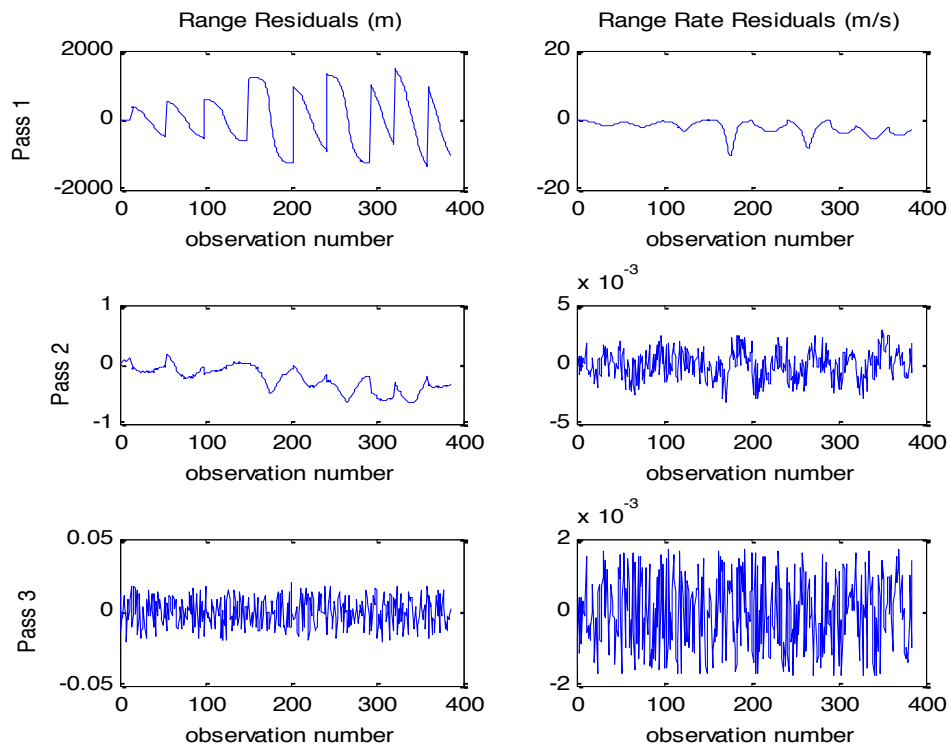 Range Residuals (m)
Range Rate Residuals (m/s)
Pass 1
2000
0
-2000
0 100 200 300 400
observation number
20
0
-20
0 100 200 300 400
observation number
Pass 2
1
0
-1
0 100 200 300 400
observation number
x 10^-3
5
0
-5
0 100 200 300 400
observation number
Pass 3
0.05
0
-0.05
0 100 200 300 400
observation number
x 10^-3
2
0
-2
0 100 200 300 400
observation number